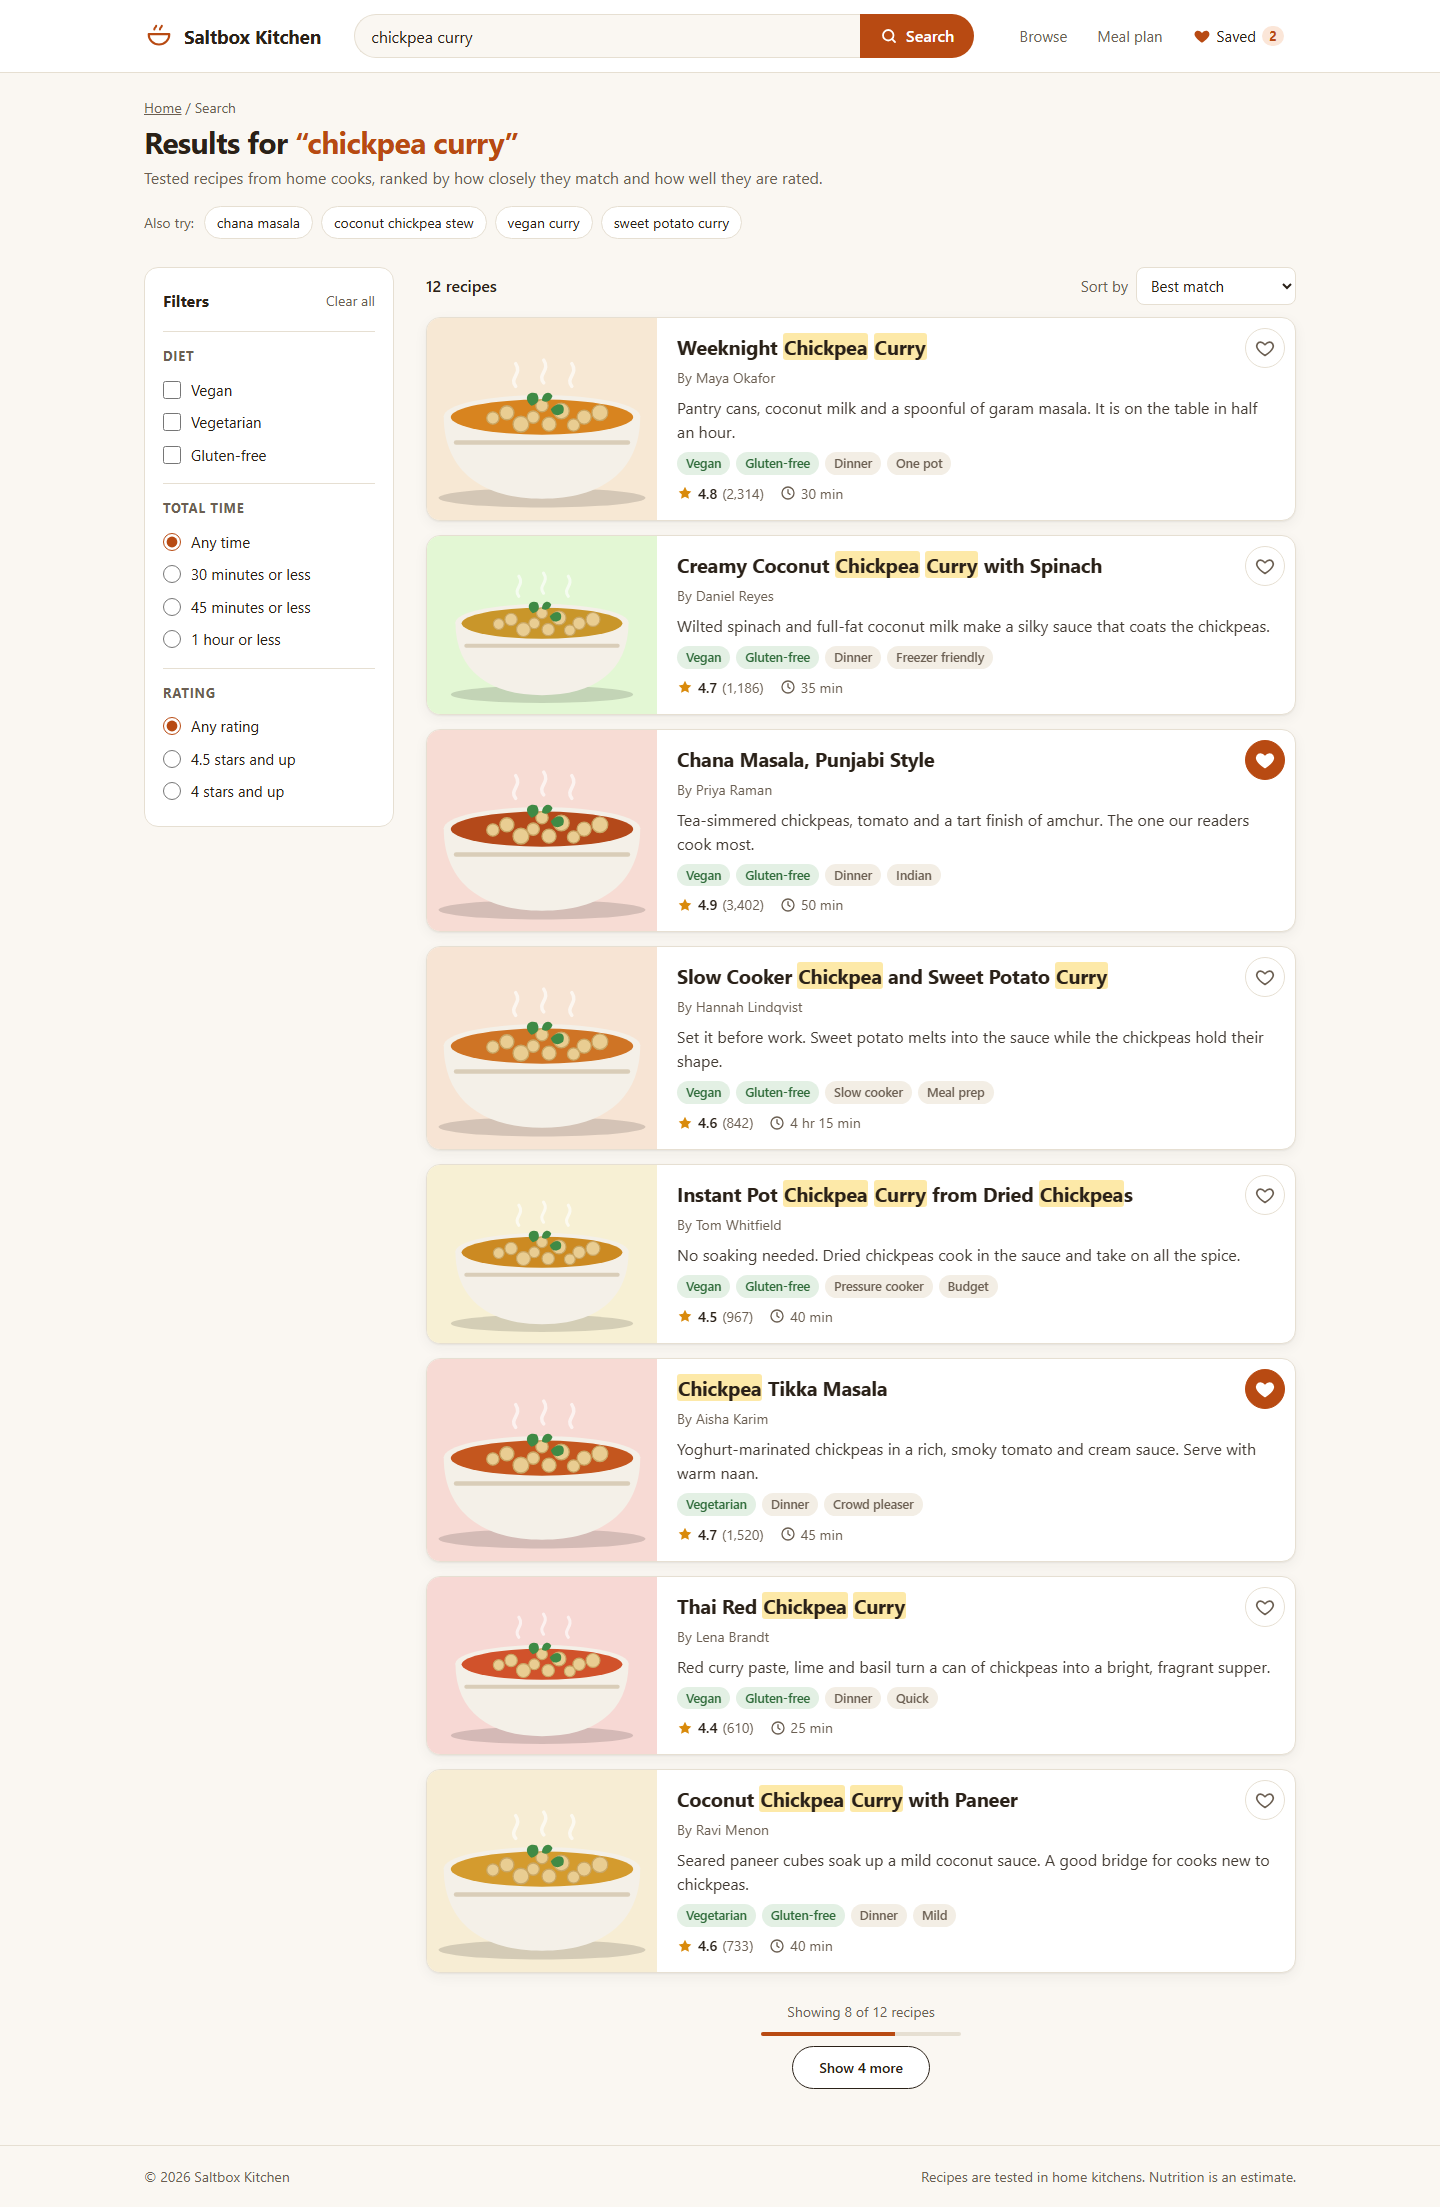 Saltbox Kitchen
chickpea curry
Search
Browse
Meal plan
Saved 2
Home / Search
Results for “chickpea curry”
Tested recipes from home cooks, ranked by how closely they match and how well they are rated.
Also try: chana masala coconut chickpea stew vegan curry sweet potato curry
Filters Clear all
DIET
Vegan
Vegetarian
Gluten-free
TOTAL TIME
Any time
30 minutes or less
45 minutes or less
1 hour or less
RATING
Any rating
4.5 stars and up
4 stars and up
12 recipes
Sort by Best match
Weeknight Chickpea Curry
By Maya Okafor
Pantry cans, coconut milk and a spoonful of garam masala. It is on the table in half
an hour.
Vegan Gluten-free Dinner One pot
4.8 (2,314) 30 min
Creamy Coconut Chickpea Curry with Spinach
By Daniel Reyes
Wilted spinach and full-fat coconut milk make a silky sauce that coats the chickpeas.
Vegan Gluten-free Dinner Freezer friendly
4.7 (1,186) 35 min
Chana Masala, Punjabi Style
By Priya Raman
Tea-simmered chickpeas, tomato and a tart finish of amchur. The one our readers
cook most.
Vegan Gluten-free Dinner Indian
4.9 (3,402) 50 min
Slow Cooker Chickpea and Sweet Potato Curry
By Hannah Lindqvist
Set it before work. Sweet potato melts into the sauce while the chickpeas hold their
shape.
Vegan Gluten-free Slow cooker Meal prep
4.6 (842) 4 hr 15 min
Instant Pot Chickpea Curry from Dried Chickpeas
By Tom Whitfield
No soaking needed. Dried chickpeas cook in the sauce and take on all the spice.
Vegan Gluten-free Pressure cooker Budget
4.5 (967) 40 min
Chickpea Tikka Masala
By Aisha Karim
Yoghurt-marinated chickpeas in a rich, smoky tomato and cream sauce. Serve with
warm naan.
Vegetarian Dinner Crowd pleaser
4.7 (1,520) 45 min
Thai Red Chickpea Curry
By Lena Brandt
Red curry paste, lime and basil turn a can of chickpeas into a bright, fragrant supper.
Vegan Gluten-free Dinner Quick
4.4 (610) 25 min
Coconut Chickpea Curry with Paneer
By Ravi Menon
Seared paneer cubes soak up a mild coconut sauce. A good bridge for cooks new to
chickpeas.
Vegetarian Gluten-free Dinner Mild
4.6 (733) 40 min
Showing 8 of 12 recipes
Show 4 more
© 2026 Saltbox Kitchen
Recipes are tested in home kitchens. Nutrition is an estimate.